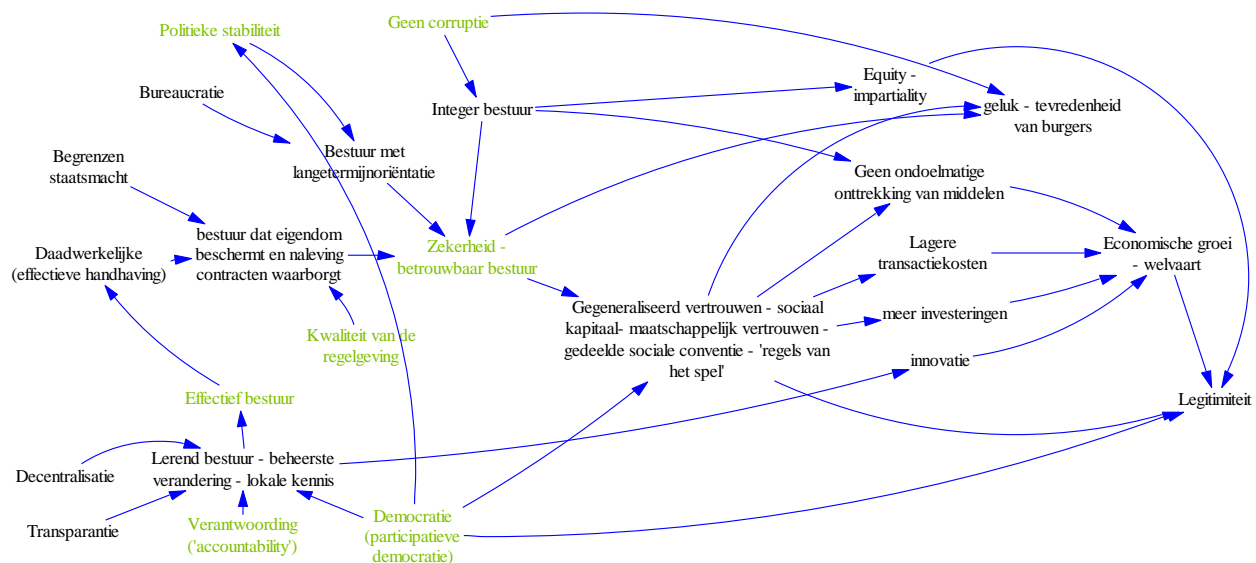 Politieke stabiliteit
Geen corruptie
Bureaucratie
Integer bestuur
Equity -
impartiality
geluk - tevredenheid
van burgers
Begrenzen
staatsmacht
Bestuur met
langetermijnoriëntatie
Geen ondoelmatige
onttrekking van middelen
Daadwerkelijke
(effectieve handhaving)
bestuur dat eigendom
beschermt en naleving
contracten waarborgt
Zekerheid -
betrouwbaar bestuur
Lagere
transactiekosten
Economische groei
- welvaart
Kwaliteit van de
regelgeving
Gegeneraliseerd vertrouwen - sociaal
kapitaal- maatschappelijk vertrouwen -
gedeelde sociale conventie - 'regels van
het spel'
meer investeringen
innovatie
Effectief bestuur
Legitimiteit
Decentralisatie
Lerend bestuur - beheerste
verandering - lokale kennis
Transparantie
Verantwoording
('accountability')
Democratie
(participatieve
democratie)